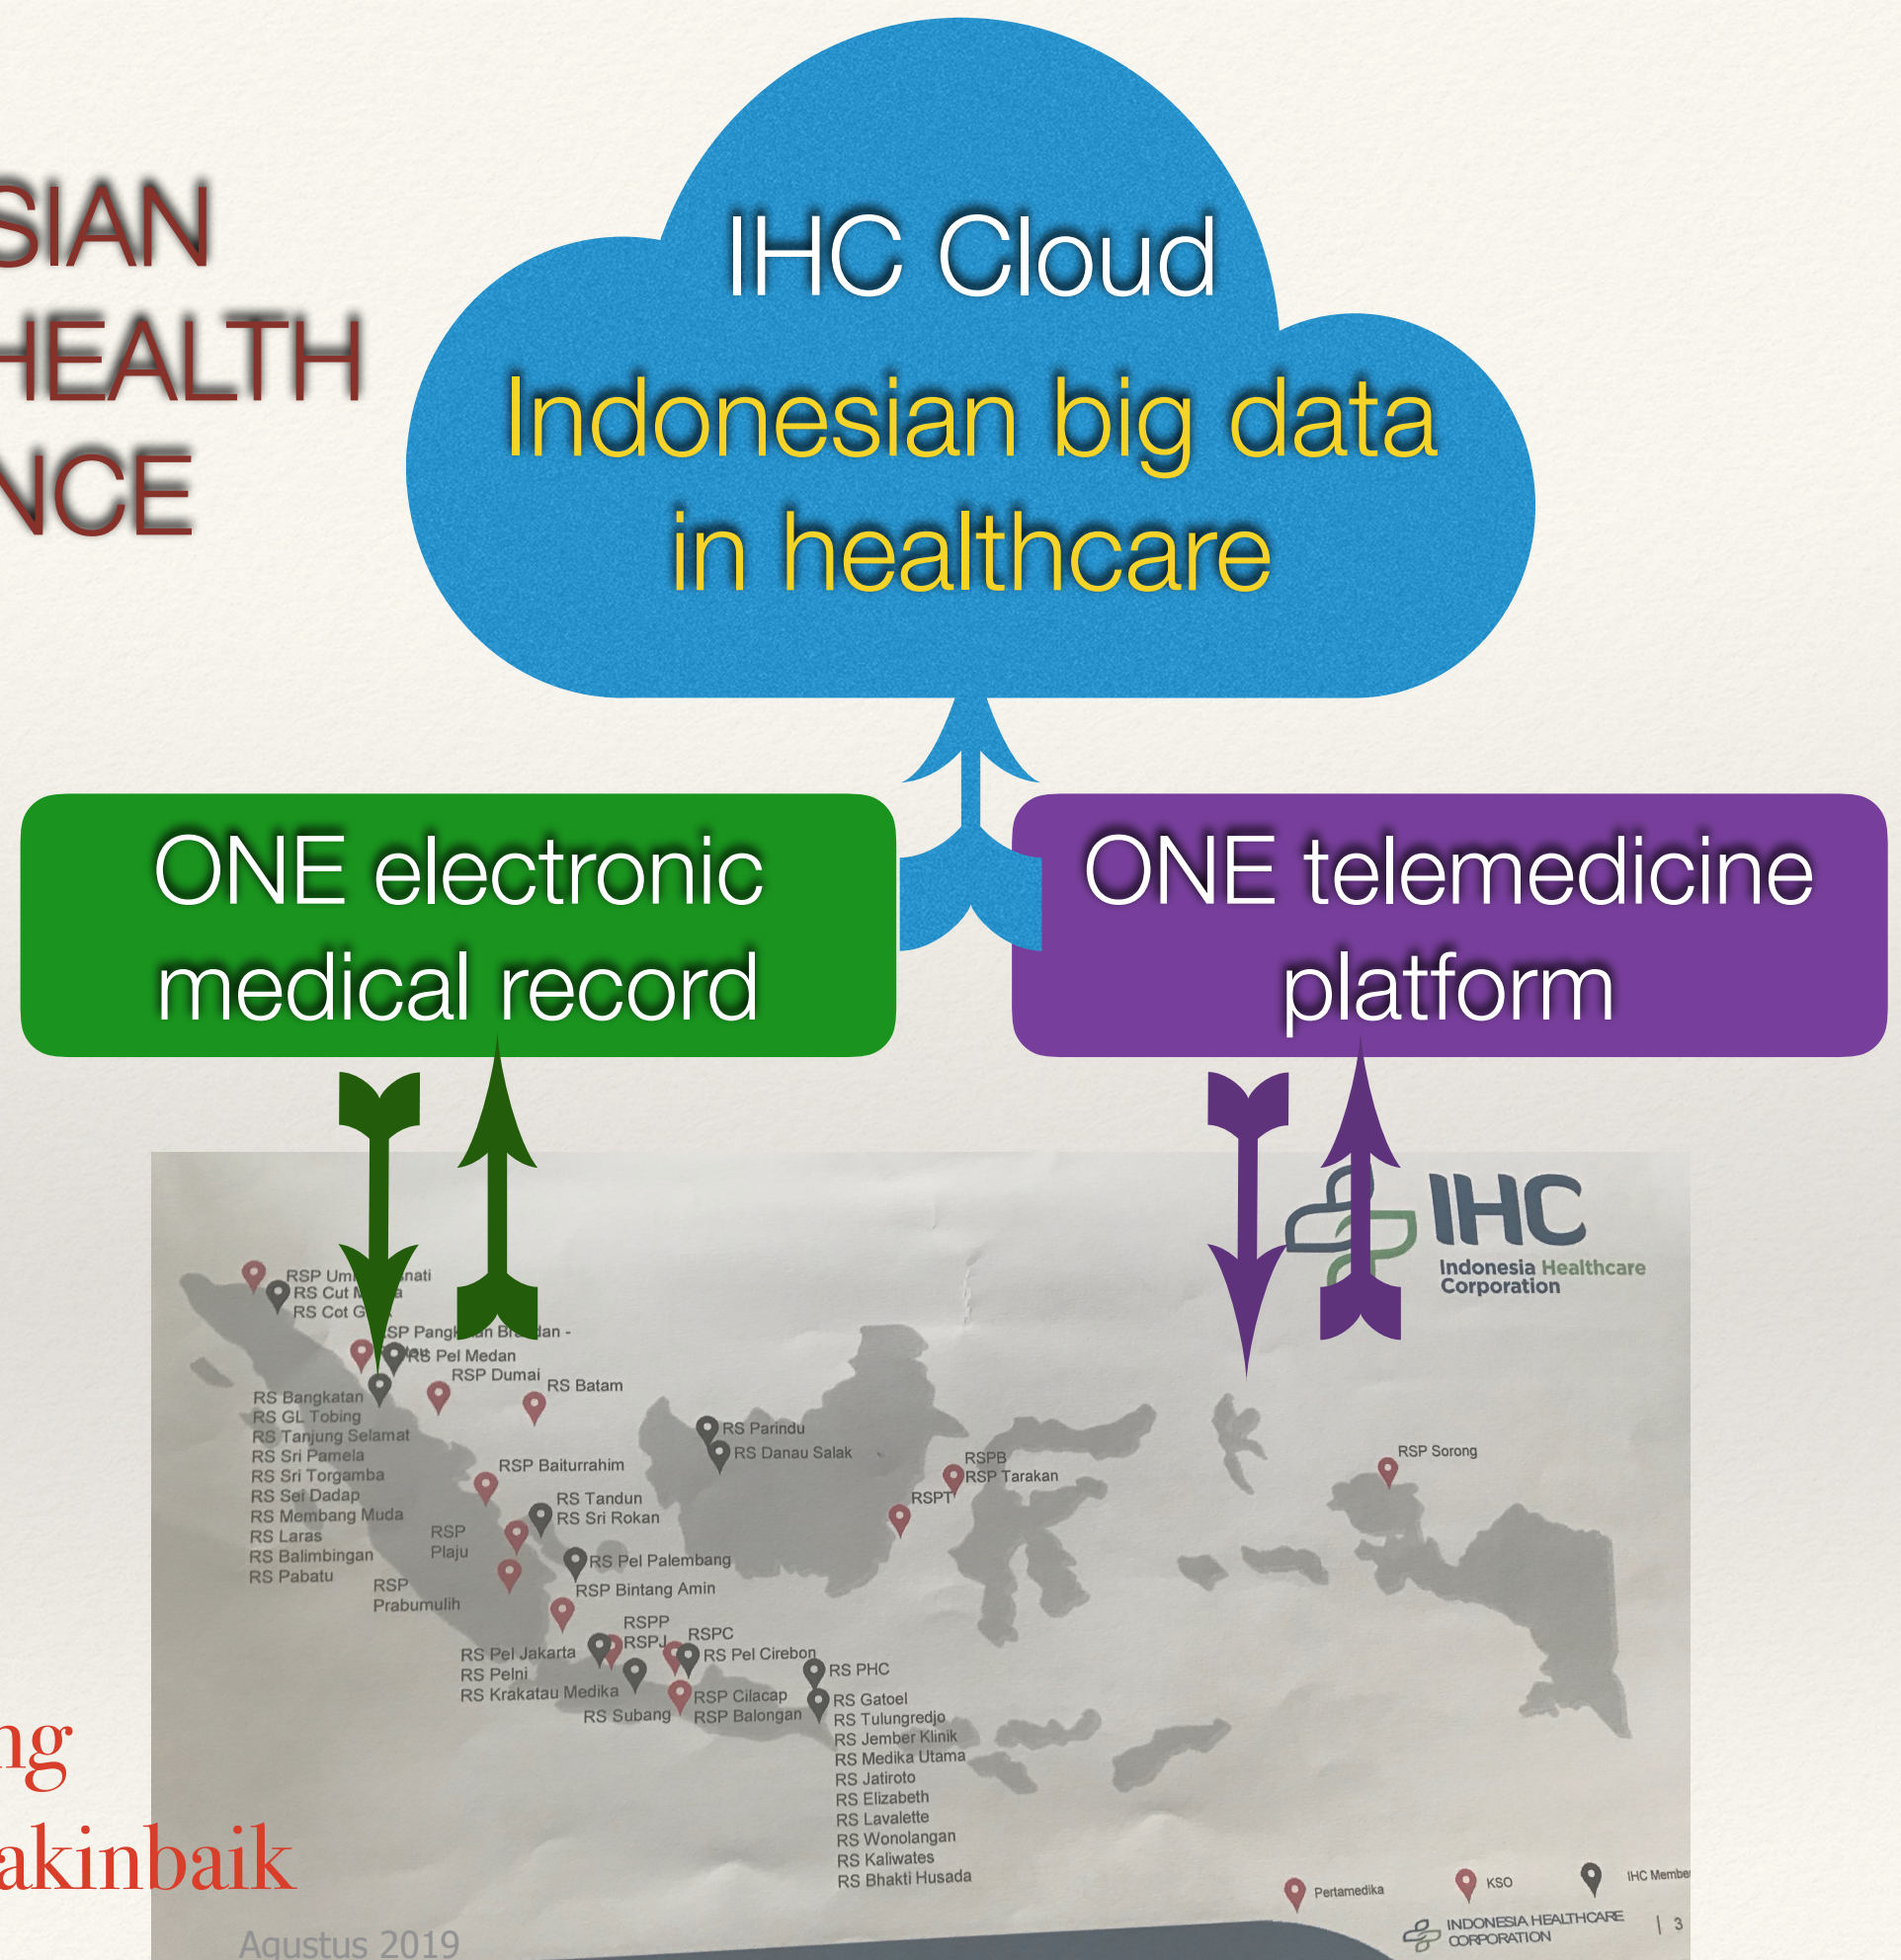 SIAN
HEALTH
NCE
IHC Cloud
Indonesian big data
in healthcare
ONE electronic
medical record
ONE telemedicine
platform
IHC
Indonesia Healthcare
Corporation
RSP
RS Cut
RS Cot
RS Pel Medan
RSP Dumai
RS Batam
RS Bangkatan
RS GL Tobing
RS Tanjung Selamat
RS Sri Pamela
RS Sri Torgamba
RS Sei Dadap
RS Membang Muda
RS Laras
RS Balimbingan
RS Pabatu
RS Parindu
RS Danau Salak
RSPB
RSP Tarakan
RSPT
RSP Sorong
RSP Baiturrahim
RS Tandun
RS Sri Rokan
RSP
Plaju
RS Pel Palembang
RSP
Prabumulih
RSP Bintang Amin
RSPP
RSPJ
RSPC
RS Pel Cirebon
RS Pel Jakarta
RS Pelni
RS Krakatau Medika
RS Subang
RSP Cilacap
RSP Balongan
RS PHC
RS Gatoel
RS Tulungredjo
RS Jember Klinik
RS Medika Utama
RS Jatiroto
RS Elizabeth
RS Lavalette
RS Wonolangan
RS Kaliwates
RS Bhakti Husada
ng
akinbaik
Agustus 2019
Pertamedika
KSO
IHC Member
INDONESIA HEALTHCARE
CORPORATION
| 3